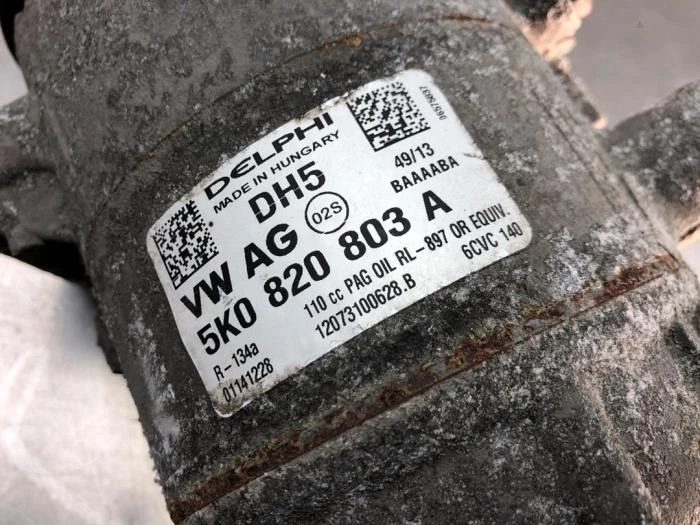 DELPHI
MADE IN HUNGARY
DH5
02S
49/13
BAAAABA
VW AG
5K0 820 803 A
110 cc PAG OIL RL-897 OR EQUIV.
12073100628.B
6CVC 140
R-134a
01141228